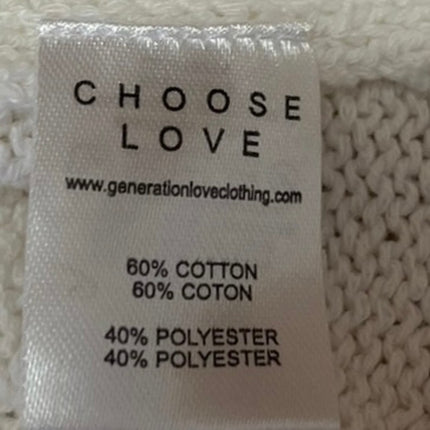 CHOOSE
LOVE
www.generationloveclothing.com
60% COTTON
60% COTON
40% POLYESTER
40% POLYESTER